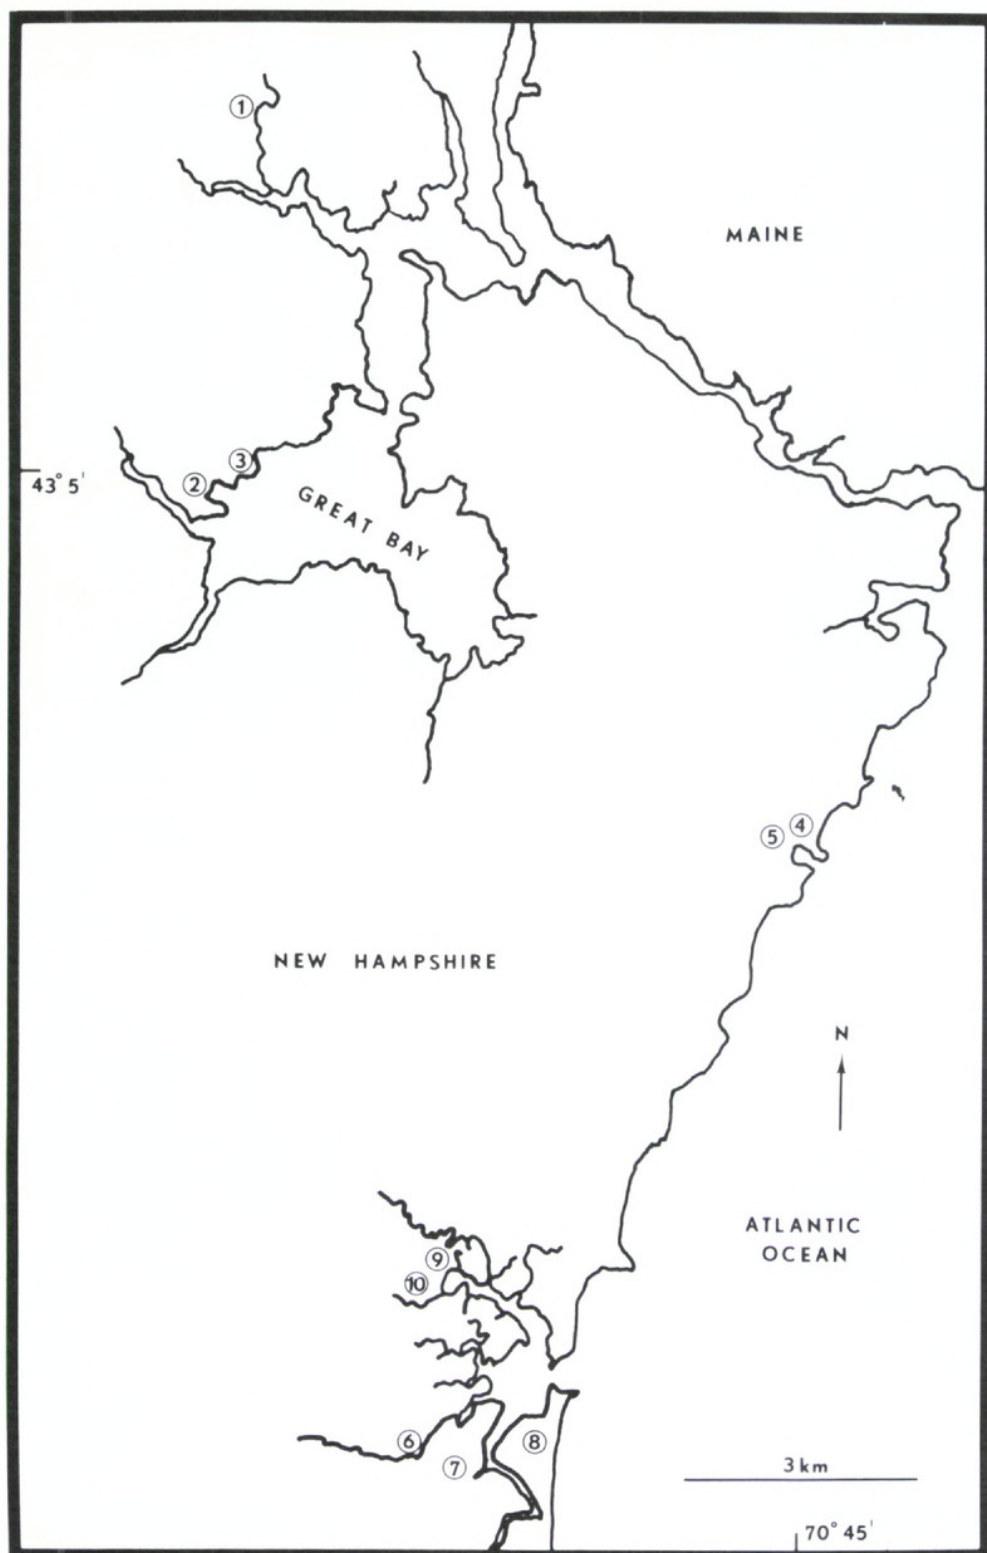 ①
MAINE
③
②
43° 5'
GREAT BAY
④
⑤
NEW HAMPSHIRE
N
ATLANTIC
OCEAN
⑨
⑩
⑥
⑧
⑦
3 km
70° 45'